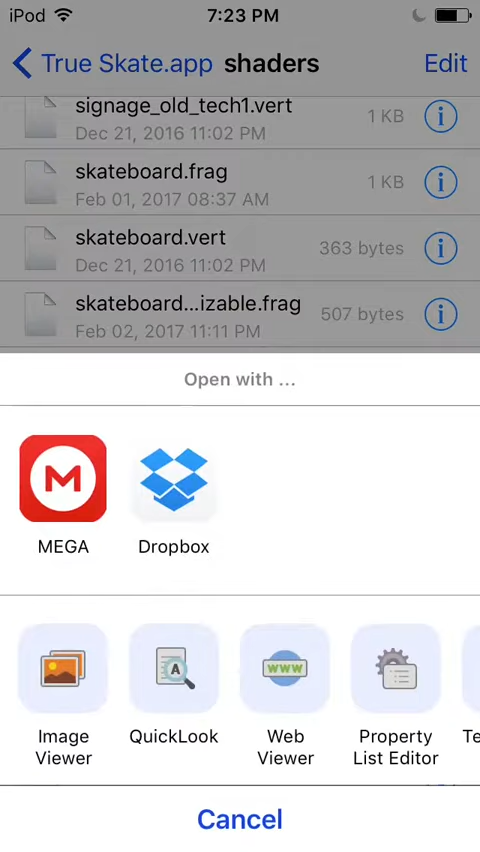 iPod 7:23 PM
True Skate.app shaders Edit
signage_old_tech1.vert
Dec 21, 2016 11:02 PM
1 KB
skateboard.frag
Feb 01, 2017 08:37 AM
1 KB
skateboard.vert
Dec 21, 2016 11:02 PM
363 bytes
skateboard...izable.frag
Feb 02, 2017 11:11 PM
507 bytes
Open with ...
MEGA
Dropbox
Image
Viewer
QuickLook
Web
Viewer
Property
List Editor
Te
Cancel